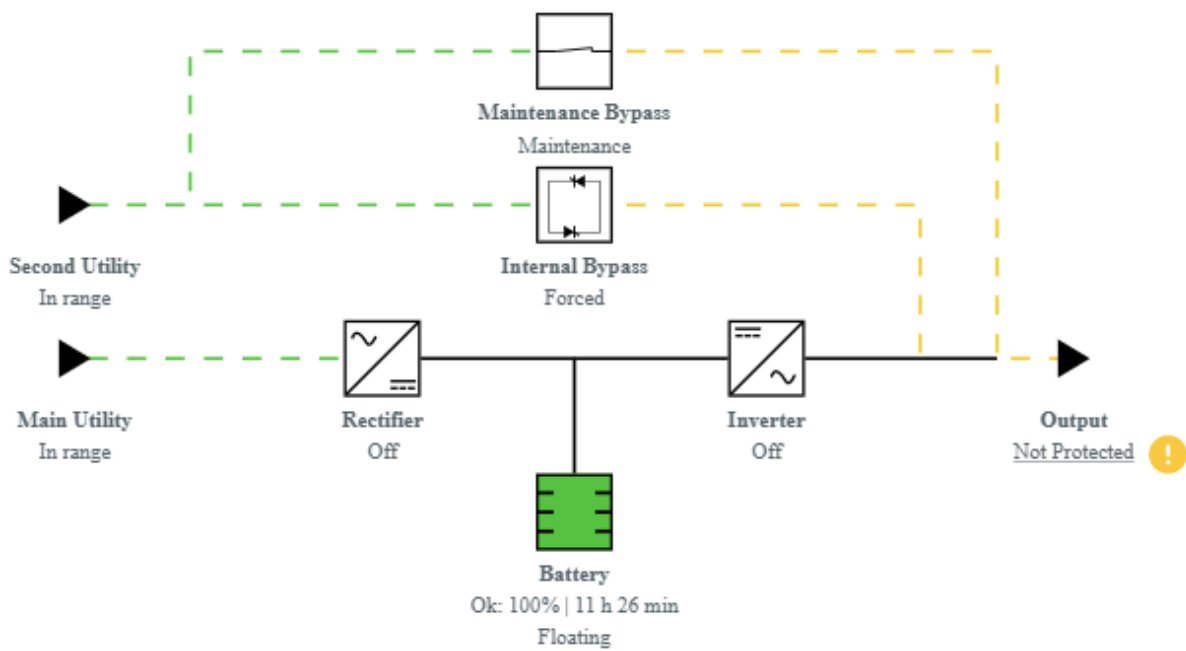 Maintenance Bypass
Maintenance
Second Utility
In range
Internal Bypass
Forced
Main Utility
In range
Rectifier
Off
Inverter
Off
Output
Not Protected
!
Battery
Ok: 100% | 11 h 26 min
Floating